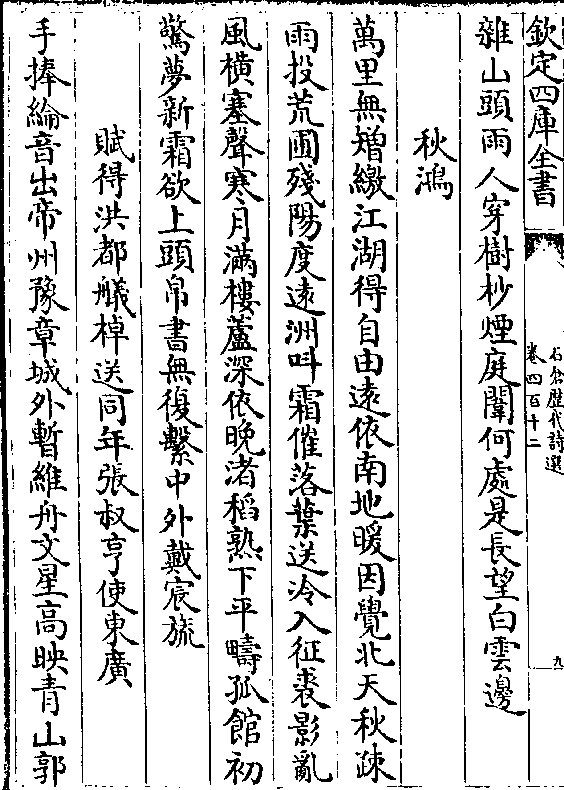 欽定四庫全書
石倉歷代詩選
卷四百十二
九
雜山頭雨人穿樹杪煙庭闈何處是長望白雲邊
秋鴻
萬里無矰繳江湖得自由遠依南地暖因覺北天秋疎
雨投荒圃殘陽度遠洲呌霜催落葉送冷入征裘影亂
風横塞聲寒月滿樓蘆深依晚渚稻熟下平疇孤館初
驚夢新霜欲上頭帛書無復繫中外戴宸旒
賦得洪都艤棹送同年張叔亨使東廣
手捧綸音出帝州豫章城外暫維舟文星高映青山郭